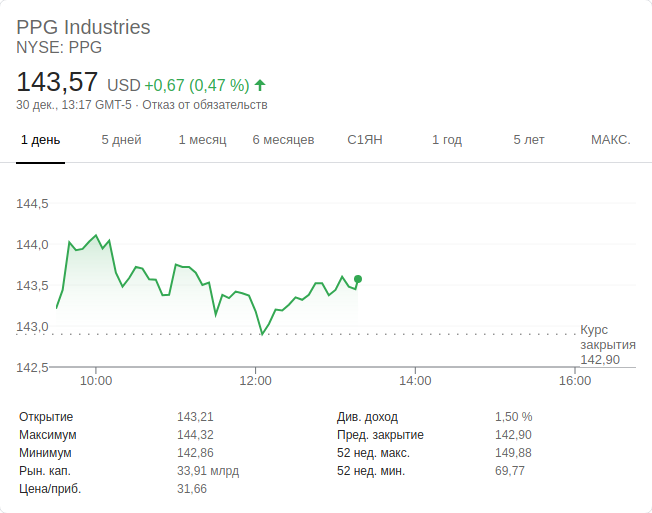 PPG Industries
NYSE: PPG
143,57 USD +0,67 (0,47 %)
30 дек., 13:17 GMT-5 · Отказ от обязательств
1 день 5 дней 1 месяц 6 месяцев С1ЯН 1 год 5 лет МАКС.
144,5
144,0
143,5
143,0
142,5
Курс
закрытия
142,90
10:00 12:00 14:00 16:00
Открытие 143,21 Див. доход 1,50 %
Максимум 144,32 Пред. закрытие 142,90
Минимум 142,86 52 нед. макс. 149,88
Рын. кап. 33,91 млрд 52 нед. мин. 69,77
Цена/приб. 31,66